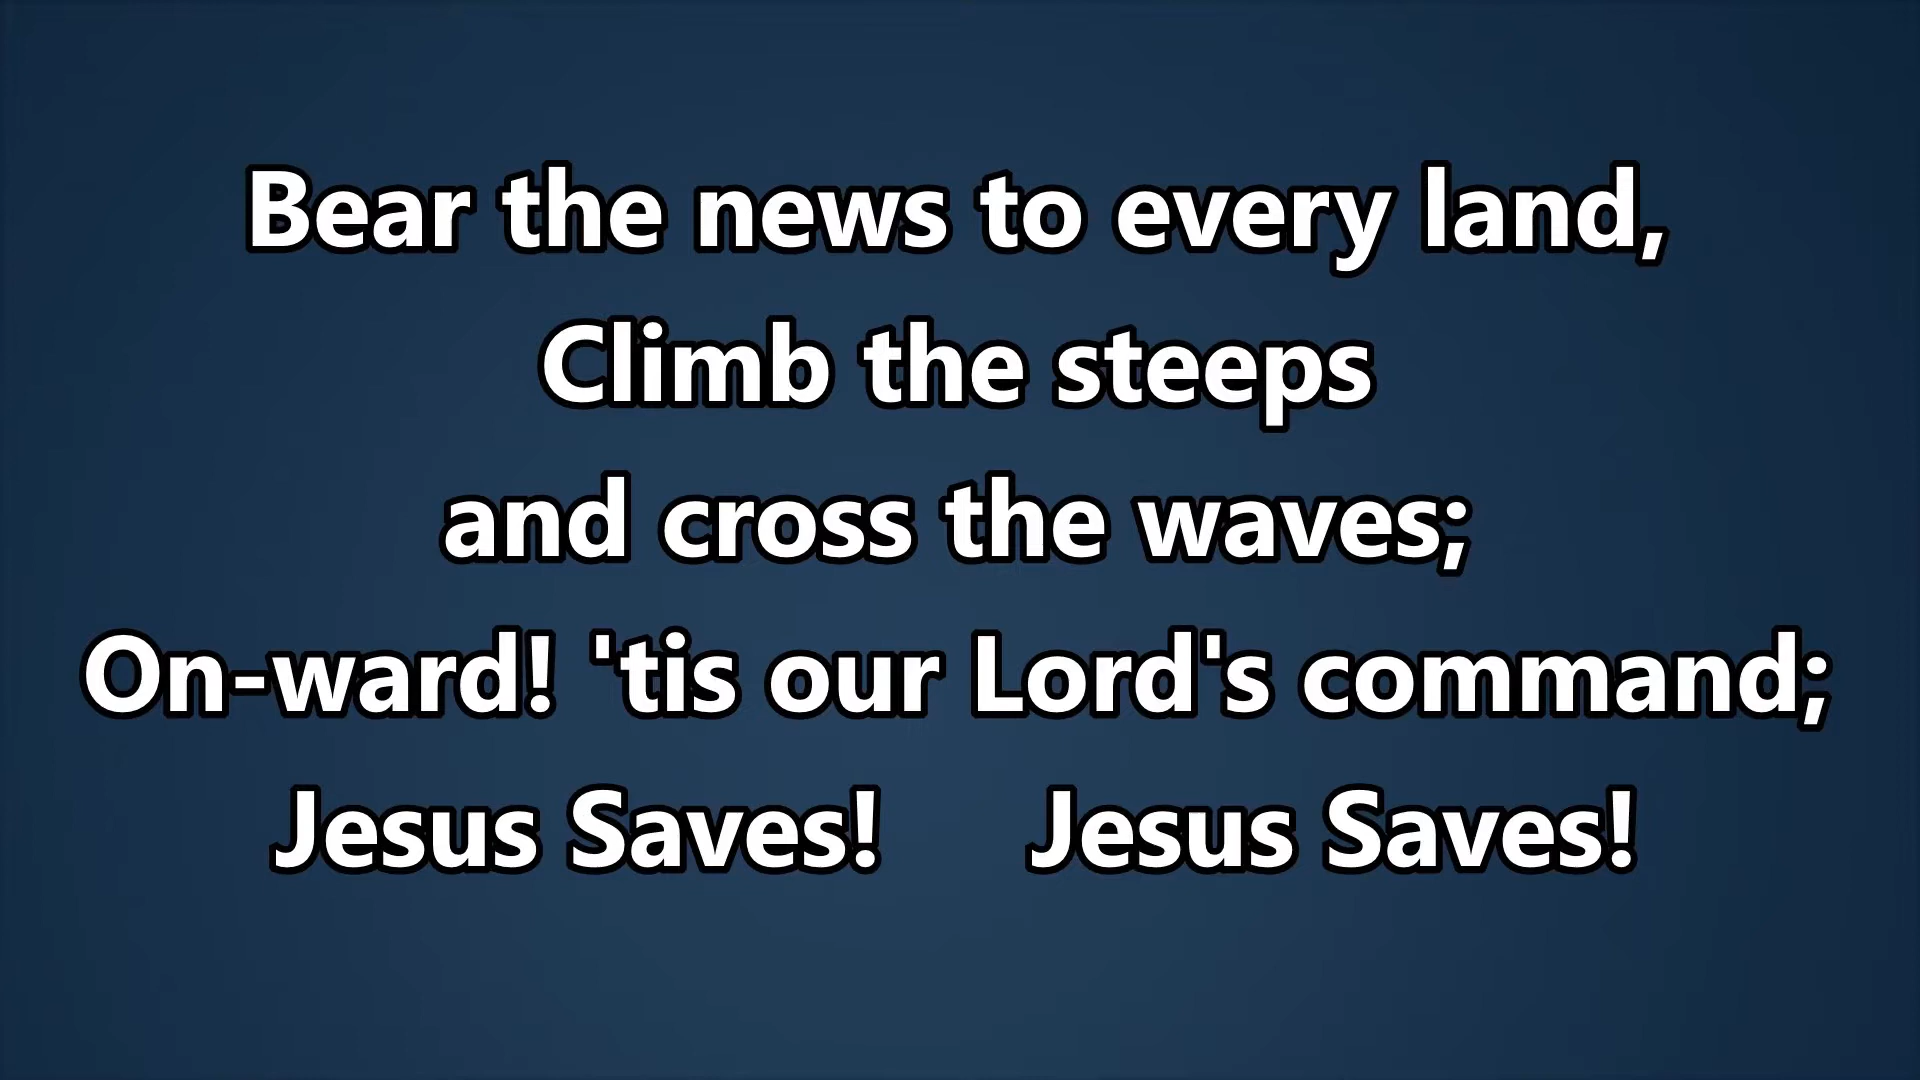 Bear the news to every land,
Climb the steeps
and cross the waves;
On-ward! 'tis our Lord's command;
Jesus Saves! Jesus Saves!